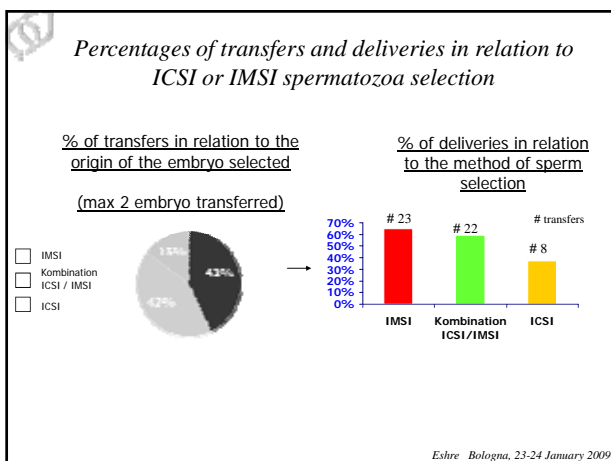 Percentages of transfers and deliveries in relation to
ICSI or IMSI spermatozoa selection
% of transfers in relation to the
origin of the embryo selected
(max 2 embryo transferred)
IMSI
Kombination
ICSI / IMSI
ICSI
15%
43%
42%
% of deliveries in relation
to the method of sperm
selection
# 23
# 22
# transfers
# 8
70%
60%
50%
40%
30%
20%
10%
0%
IMSI
Kombination
ICSI/IMSI
ICSI
Eshre Bologna, 23-24 January 2009